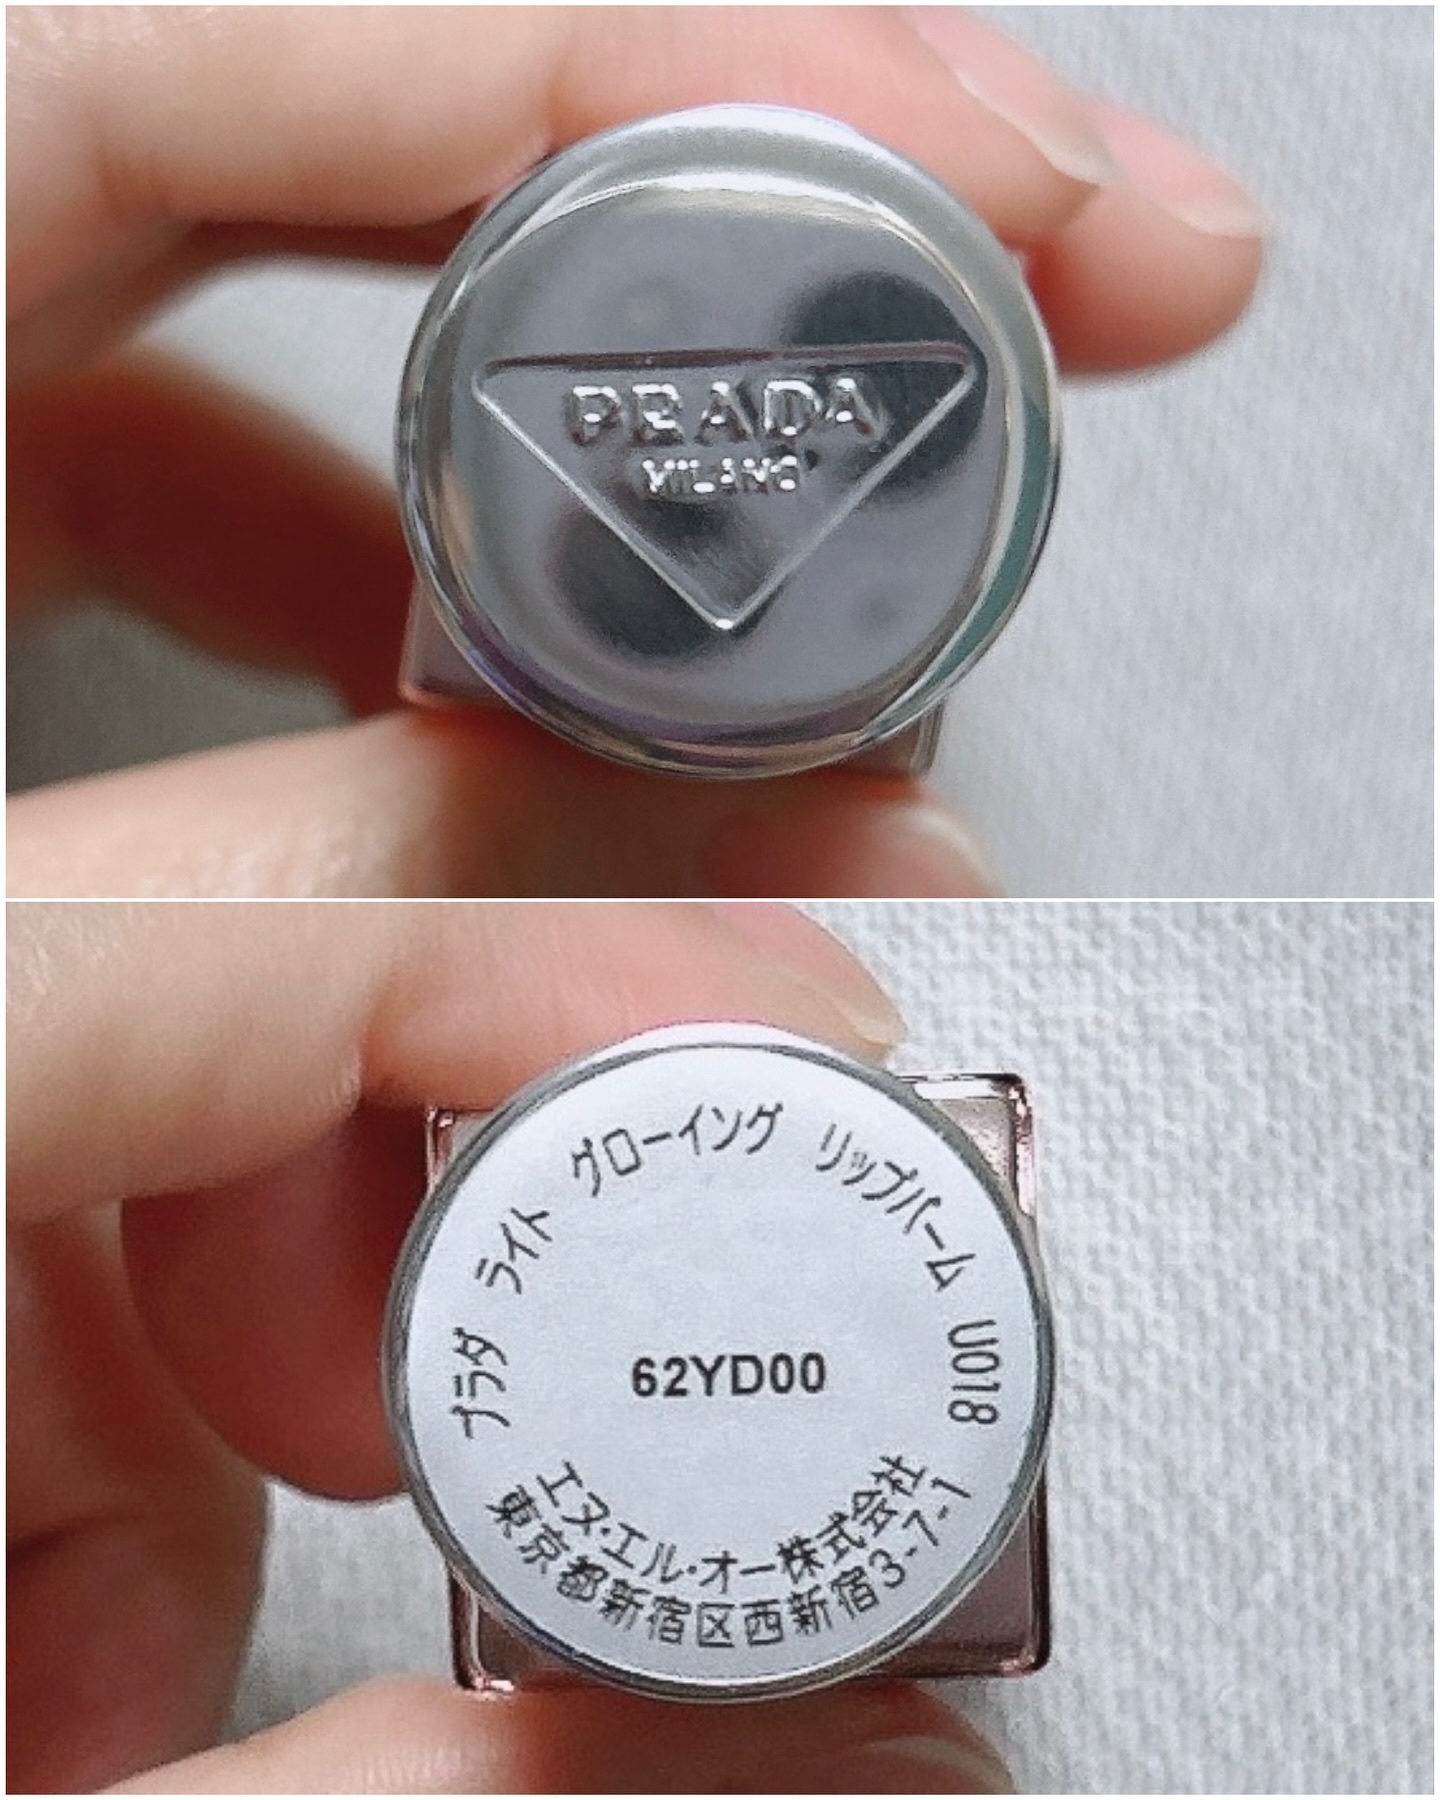 PRADA
MILANO
プラダ ライト グローイング リップバーム U018
62YD00
エヌ・エル・オー株式会社
東京都新宿区西新宿3-7-1